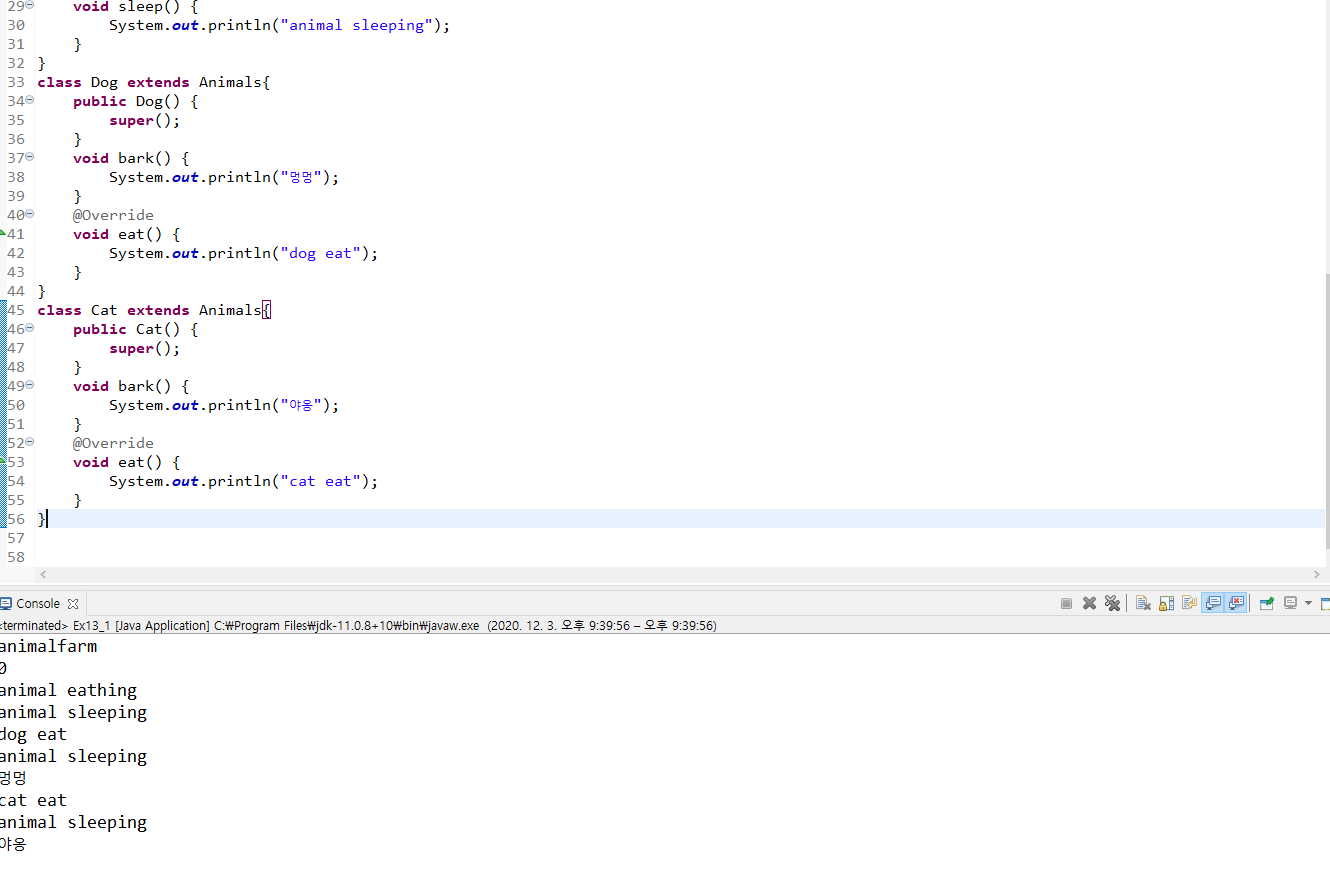 29 void sleep() {
30 System.out.println("animal sleeping");
31 }
32 }
33 class Dog extends Animals{
34 public Dog() {
35 super();
36 }
37 void bark() {
38 System.out.println("멍멍");
39 }
40 @Override
41 void eat() {
42 System.out.println("dog eat");
43 }
44 }
45 class Cat extends Animals{
46 public Cat() {
47 super();
48 }
49 void bark() {
50 System.out.println("야옹");
51 }
52 @Override
53 void eat() {
54 System.out.println("cat eat");
55 }
56 }
57
58
Console
<terminated> Ex13_1 [Java Application] C:₩Program Files₩jdk-11.0.8+10₩bin₩javaw.exe (2020. 12. 3. 오후 9:39:56 – 오후 9:39:56)
animalfarm
0
animal eathing
animal sleeping
dog eat
animal sleeping
멍멍
cat eat
animal sleeping
야옹